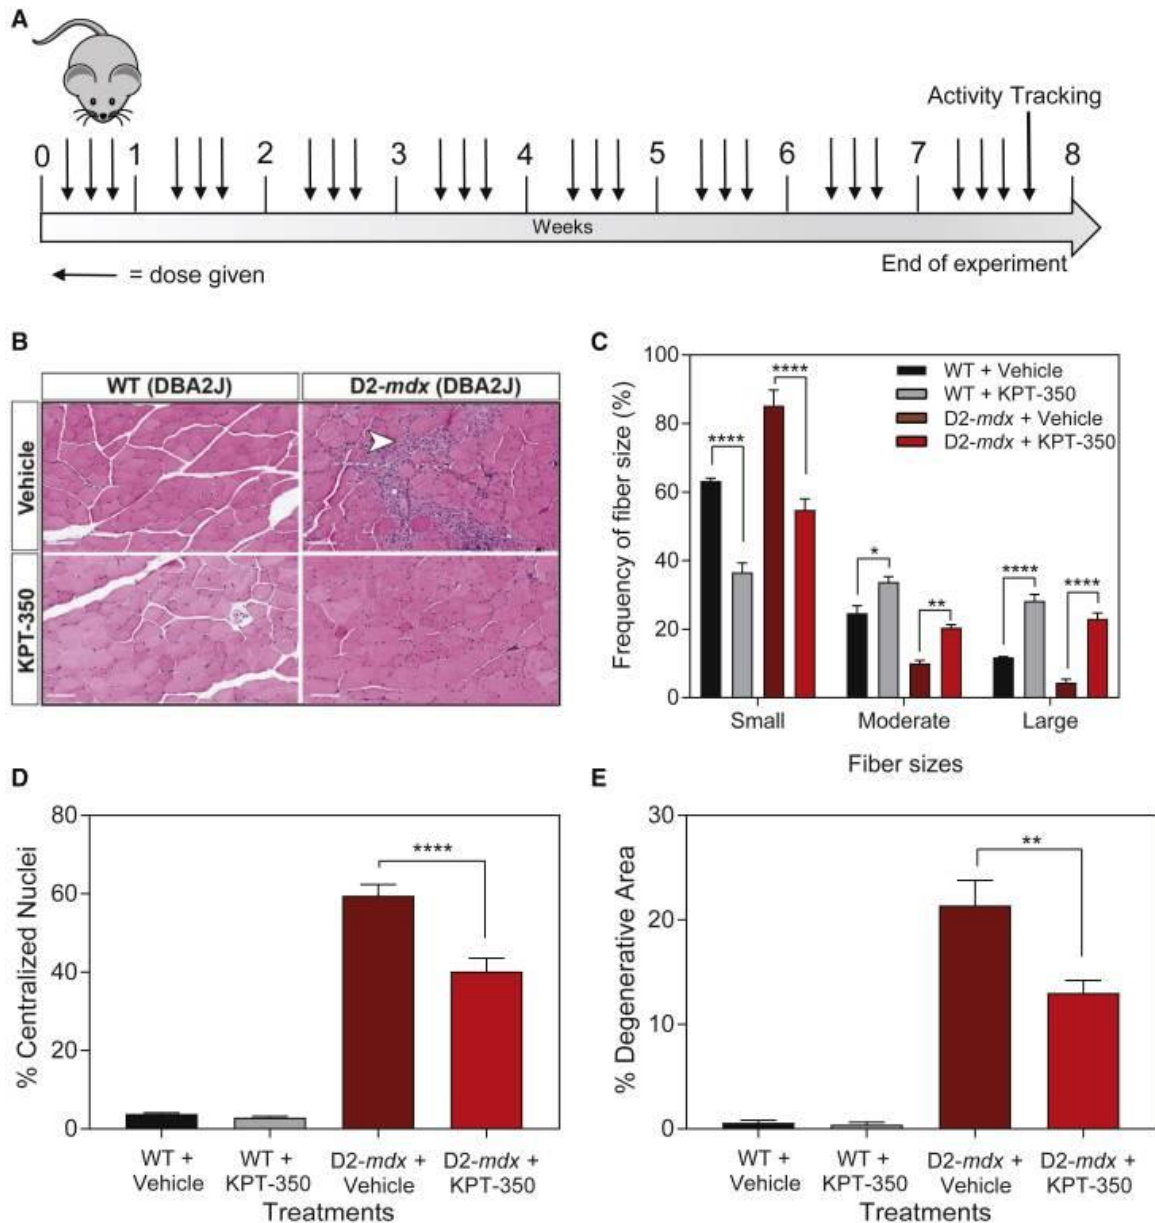 A
Activity Tracking
0 1 2 3 4 5 6 7 8
Weeks
End of experiment
= dose given
B
WT (DBA2J) D2-mdx (DBA2J)
Vehicle
KPT-350
C
Frequency of fiber size (%)
100
80
60
40
20
0
WT + Vehicle
WT + KPT-350
D2-mdx + Vehicle
D2-mdx + KPT-350
**** ****
* **
**** ****
Small Moderate Large
Fiber sizes
D
% Centralized Nuclei
80
60
40
20
0
****
WT + Vehicle
WT + KPT-350
D2-mdx + Vehicle
D2-mdx + KPT-350
Treatments
E
% Degenerative Area
30
20
10
0
**
WT + Vehicle
WT + KPT-350
D2-mdx + Vehicle
D2-mdx + KPT-350
Treatments